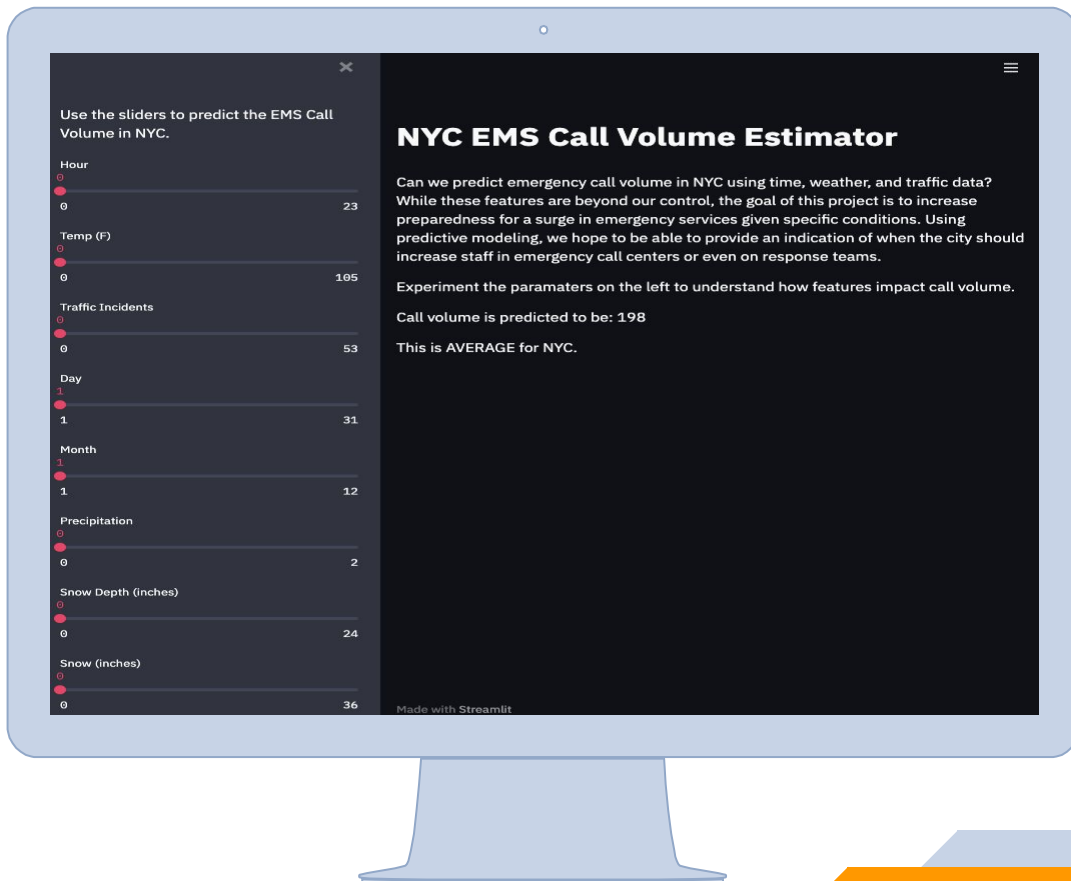 Use the sliders to predict the EMS Call
Volume in NYC.
Hour
0
0 23
Temp (F)
0
0 105
Traffic Incidents
0
0 53
Day
1
1 31
Month
1
1 12
Precipitation
0
0 2
Snow Depth (inches)
0
0 24
Snow (inches)
0
0 36
NYC EMS Call Volume Estimator
Can we predict emergency call volume in NYC using time, weather, and traffic data?
While these features are beyond our control, the goal of this project is to increase
preparedness for a surge in emergency services given specific conditions. Using
predictive modeling, we hope to be able to provide an indication of when the city should
increase staff in emergency call centers or even on response teams.
Experiment the paramaters on the left to understand how features impact call volume.
Call volume is predicted to be: 198
This is AVERAGE for NYC.
Made with Streamlit